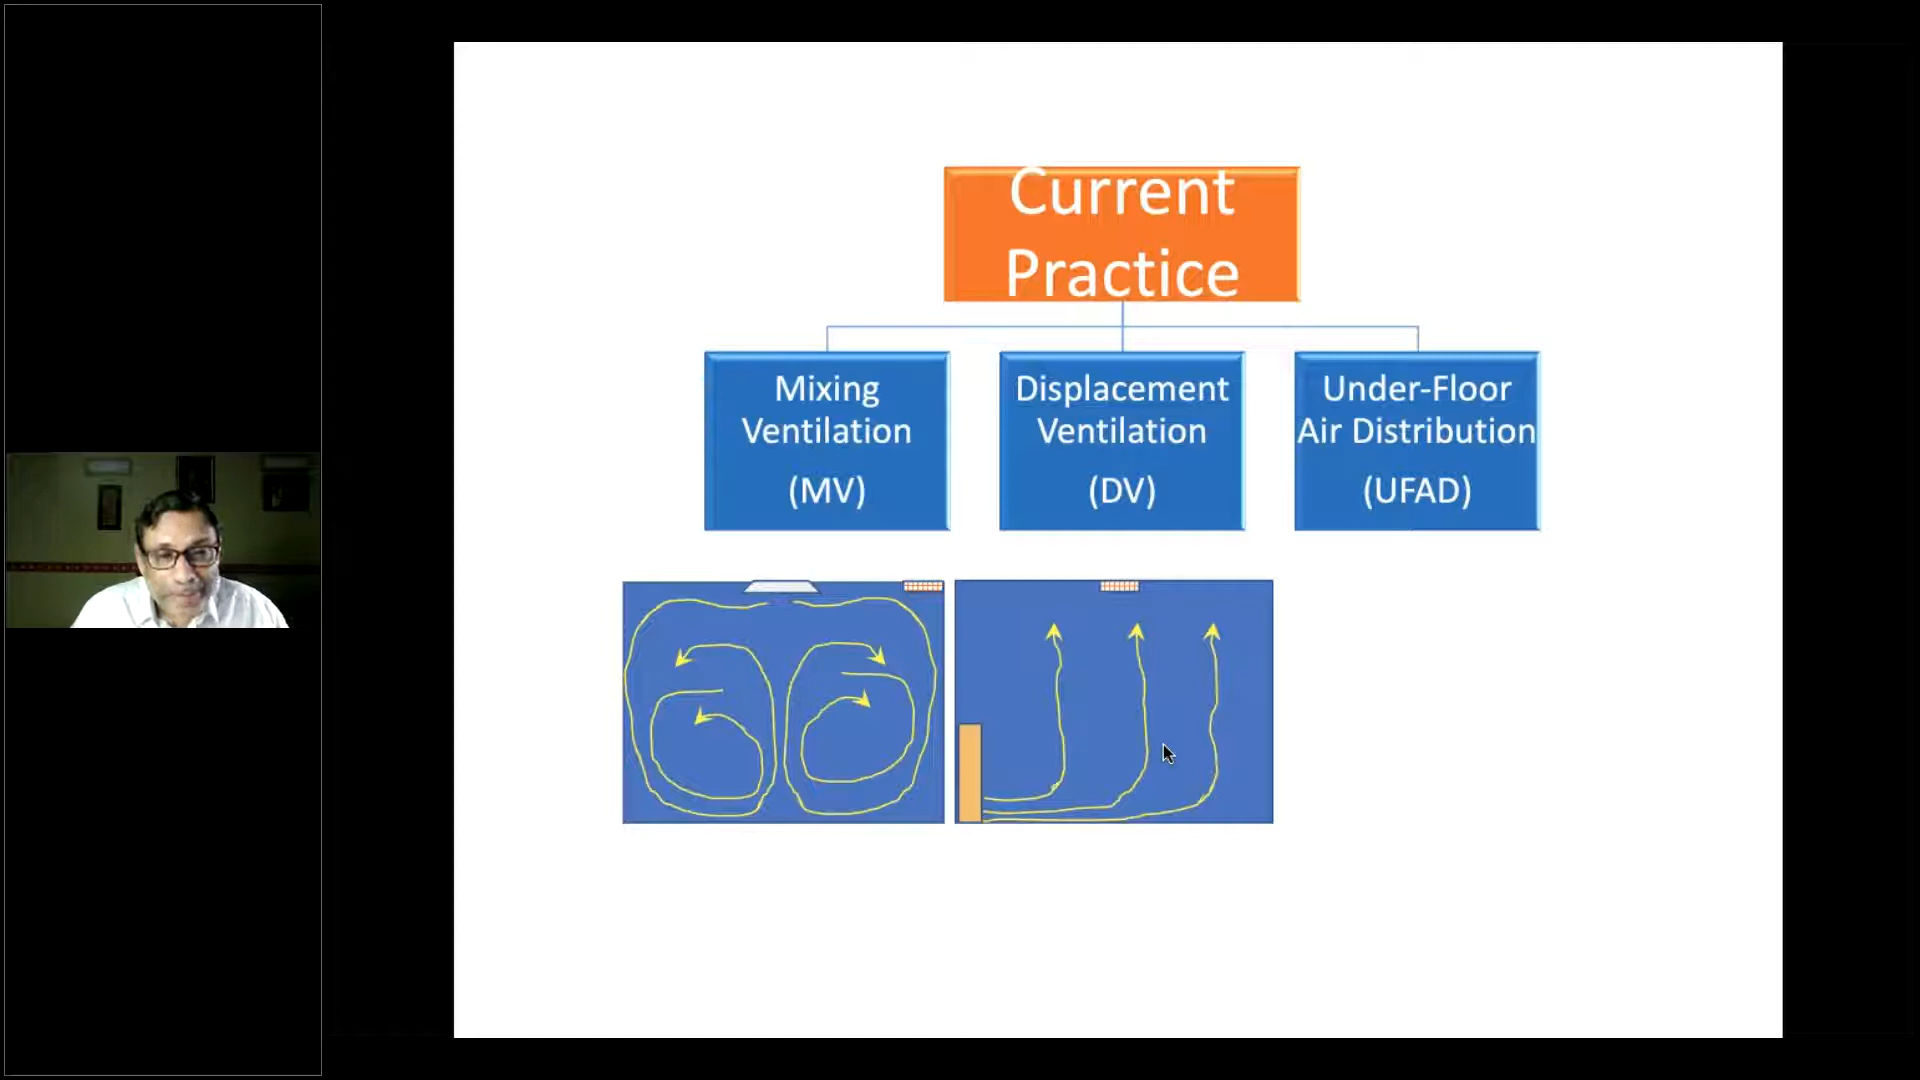 Current
Practice
Mixing
Ventilation
(MV)
Displacement
Ventilation
(DV)
Under-Floor
Air Distribution
(UFAD)